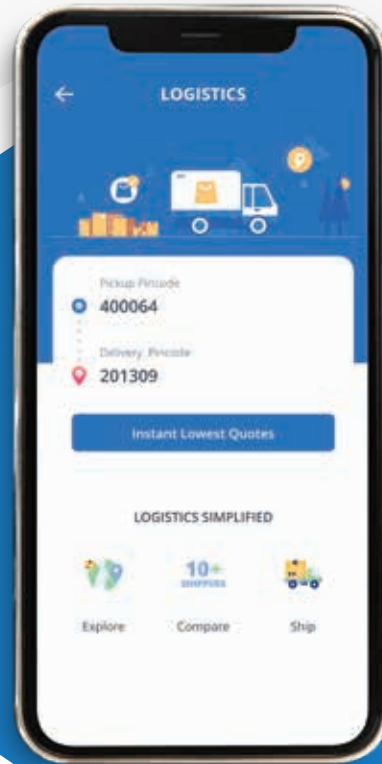 LOGISTICS
Pickup Pincode
400064
Delivery Pincode
201309
Instant Lowest Quotes
LOGISTICS SIMPLIFIED
10+
SHIPPERS
Explore
Compare
Ship